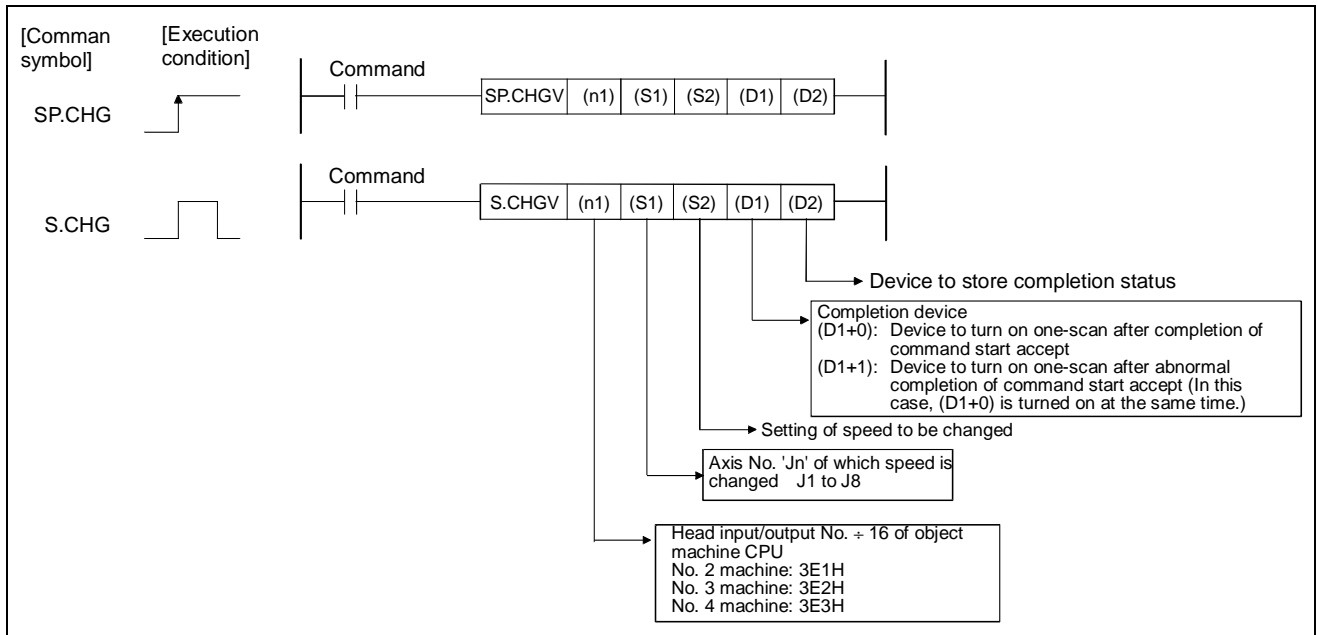 [Comman
symbol]
[Execution
condition]
Command
SP.CHG
SP.CHGV (n1) (S1) (S2) (D1) (D2)
Command
S.CHG
S.CHGV (n1) (S1) (S2) (D1) (D2)
Device to store completion status
Completion device
(D1+0): Device to turn on one-scan after completion of
command start accept
(D1+1): Device to turn on one-scan after abnormal
completion of command start accept (In this
case, (D1+0) is turned on at the same time.)
Setting of speed to be changed
Axis No. 'Jn' of which speed is
changed J1 to J8
Head input/output No. ÷ 16 of object
machine CPU
No. 2 machine: 3E1H
No. 3 machine: 3E2H
No. 4 machine: 3E3H